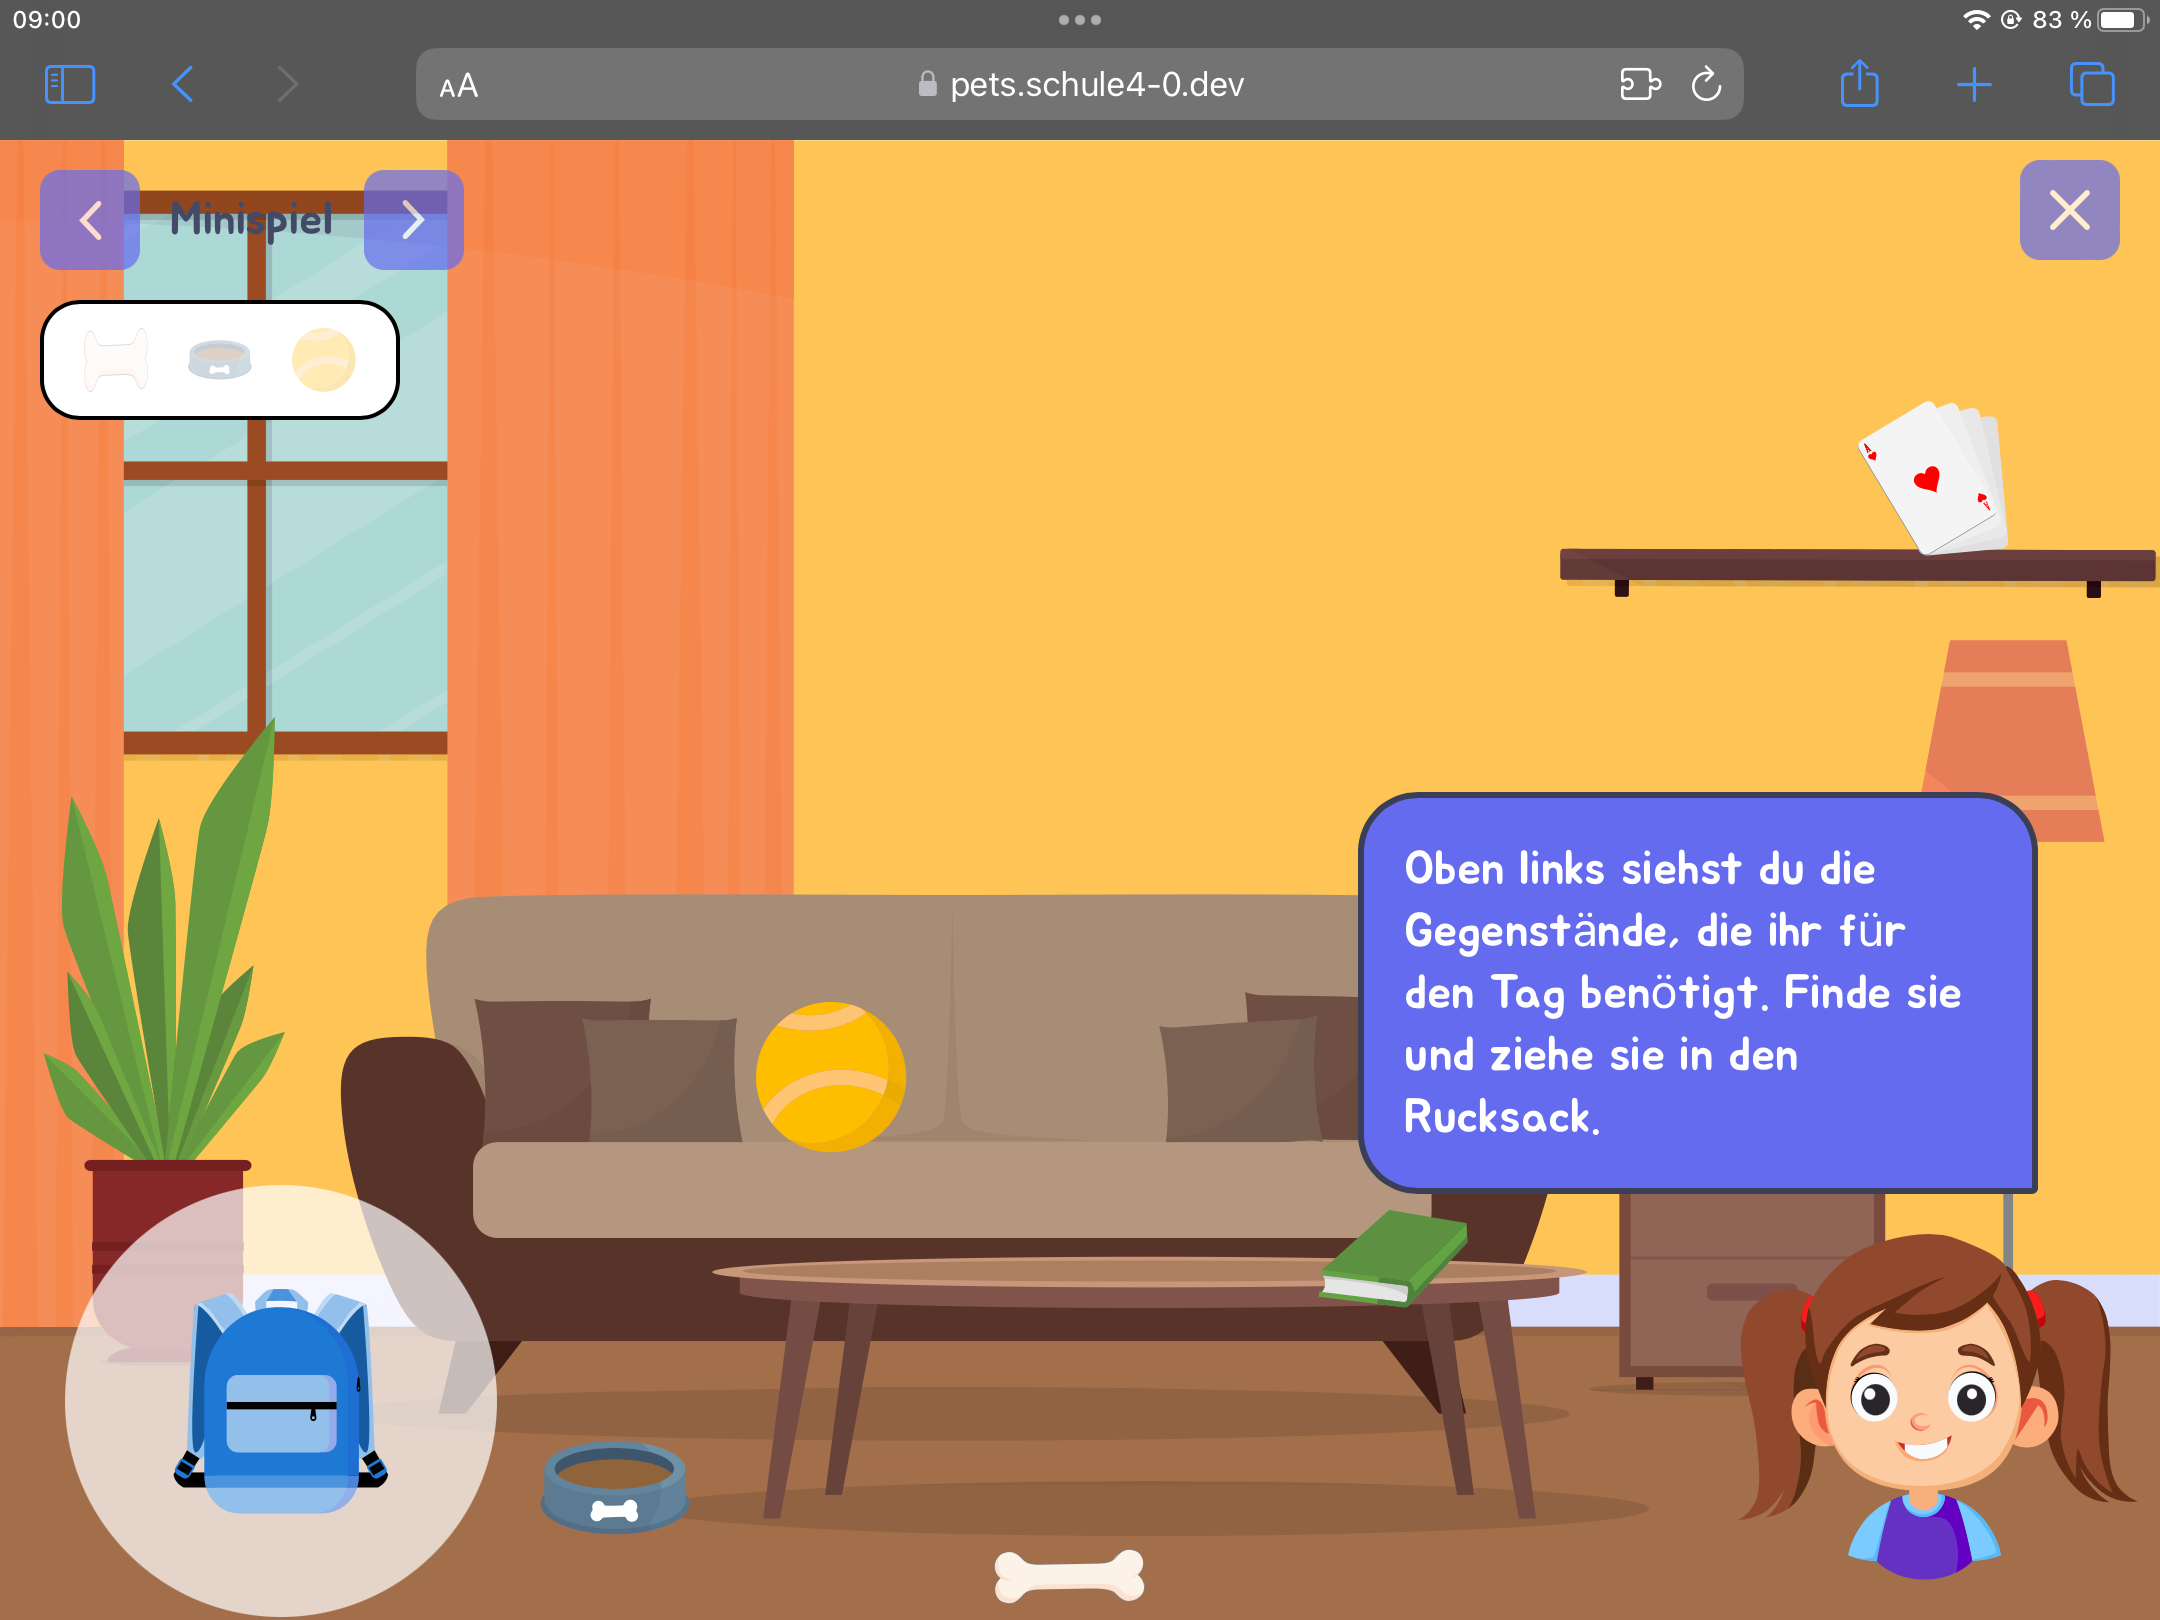 09:00
83 %
AA
pets.schule4-0.dev
Minispiel
A
A
Oben links siehst du die
Gegenstände, die ihr für
den Tag benötigt. Finde sie
und ziehe sie in den
Rucksack.